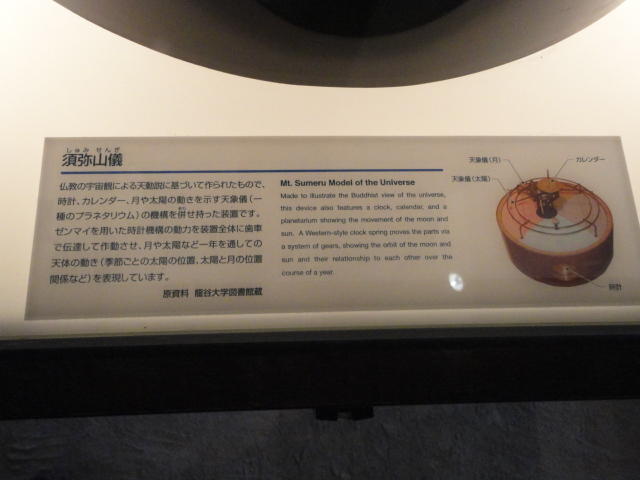 しゅみせんぎ
須弥山儀
仏教の宇宙観による天動説に基づいて作られたもので、
時計、カレンダー、月や太陽の動きを示す天象儀（一
種のプラネタリウム）の機構を併せ持った装置です。
ゼンマイを用いた時計機構の動力を装置全体に歯車
で伝達して作動させ、月や太陽など一年を通しての
天体の動き（季節ごとの太陽の位置、太陽と月の位置
関係など）を表現しています。
原資料 龍谷大学図書館蔵
Mt. Sumeru Model of the Universe
Made to illustrate the Buddhist view of the universe,
this device also features a clock, calendar, and a
planetarium showing the movement of the moon and
sun. A Western-style clock spring proves the parts via
a system of gears, showing the orbit of the moon and
sun and their relationship to each other over the
course of a year.
天象儀（月）
カレンダー
天象儀（太陽）
時計